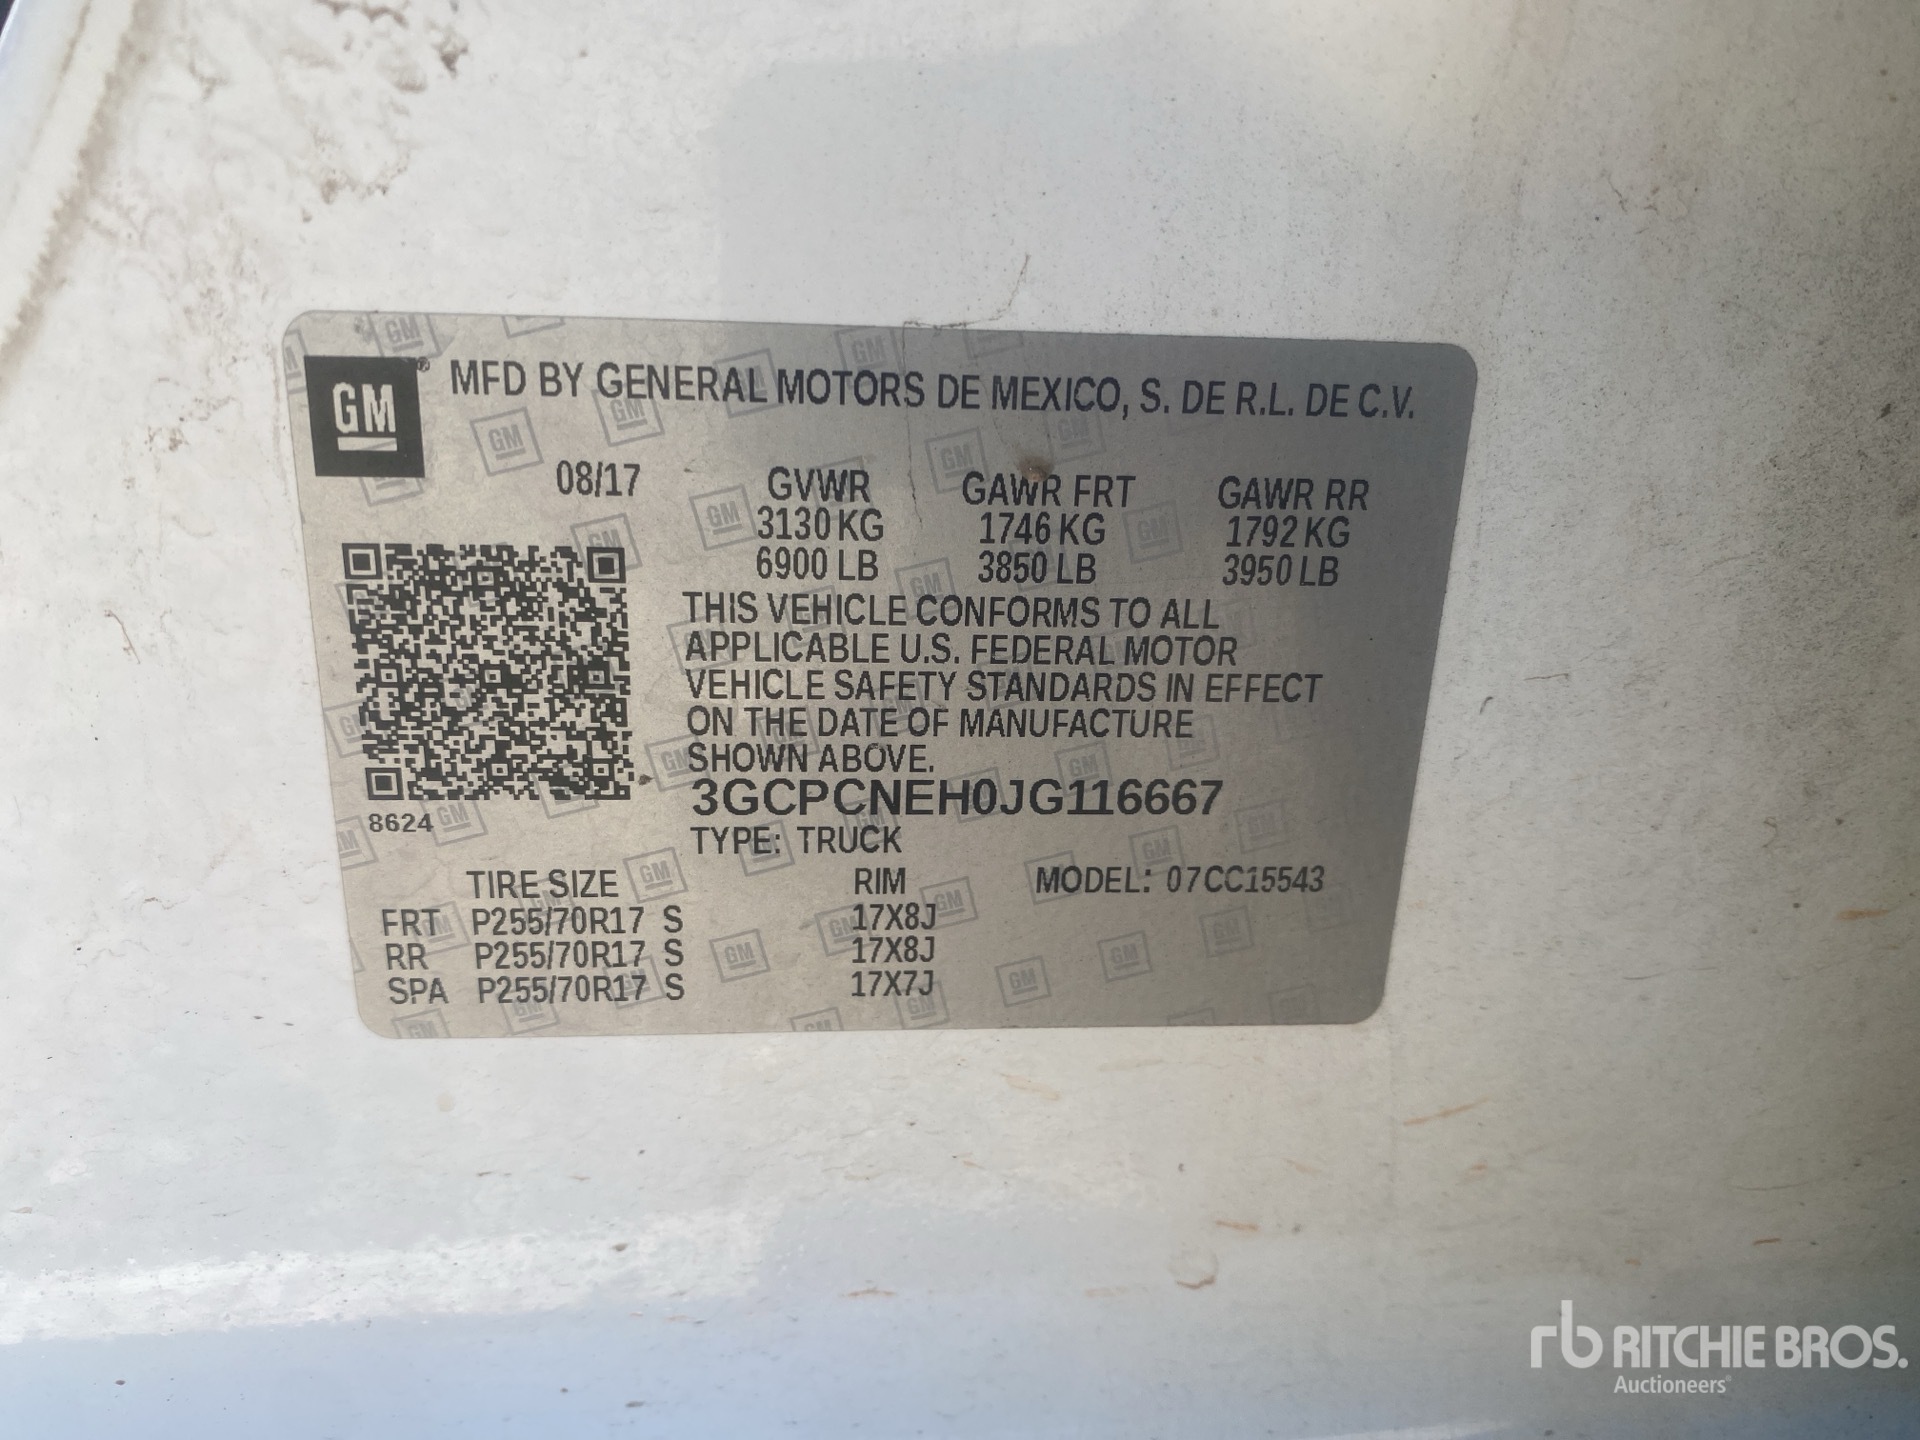 GM
MFD BY GENERAL MOTORS DE MEXICO, S. DE R.L. DE C.V.
08/17 GVWR GAWR FRT GAWR RR
3130 KG 1746 KG 1792 KG
6900 LB 3850 LB 3950 LB
THIS VEHICLE CONFORMS TO ALL
APPLICABLE U.S. FEDERAL MOTOR
VEHICLE SAFETY STANDARDS IN EFFECT
ON THE DATE OF MANUFACTURE
SHOWN ABOVE.
3GCPCNEH0JG116667
8624
TYPE: TRUCK
TIRE SIZE RIM MODEL: 07CC15543
FRT P255/70R17 S 17X8J
RR P255/70R17 S 17X8J
SPA P255/70R17 S 17X7J
rb RITCHIE BROS.
Auctioneers